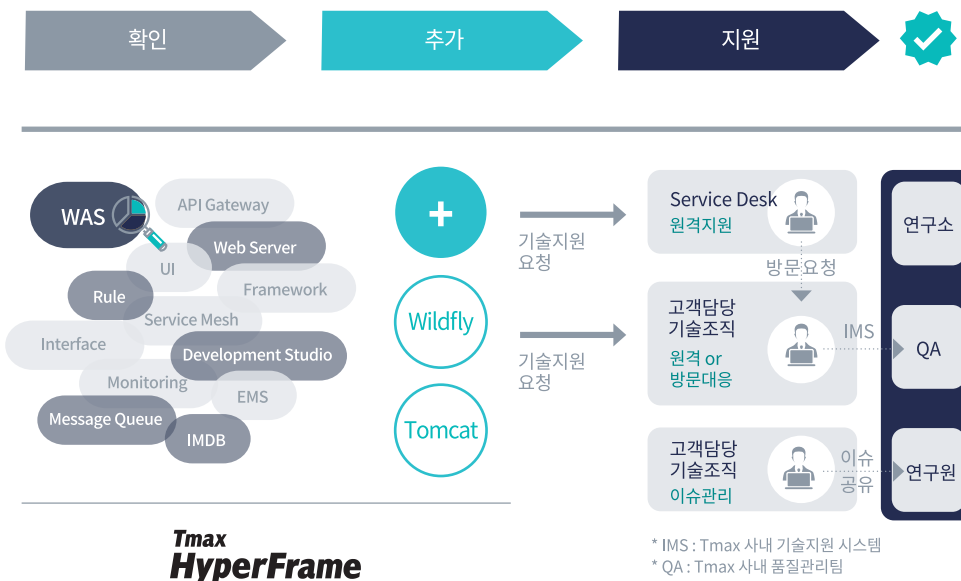 확인
추가
지원
WAS
API Gateway
Web Server
UI
Rule
Framework
Service Mesh
Interface
Development Studio
Monitoring
EMS
Message Queue
IMDB
Tmax
HyperFrame
+
Wildfly
Tomcat
기술지원
요청
기술지원
요청
Service Desk
원격지원
방문요청
고객담당
기술조직
원격 or
방문대응
IMS
고객담당
기술조직
이슈관리
이슈
공유
연구소
QA
연구원
* IMS : Tmax 사내 기술지원 시스템
* QA : Tmax 사내 품질관리팀